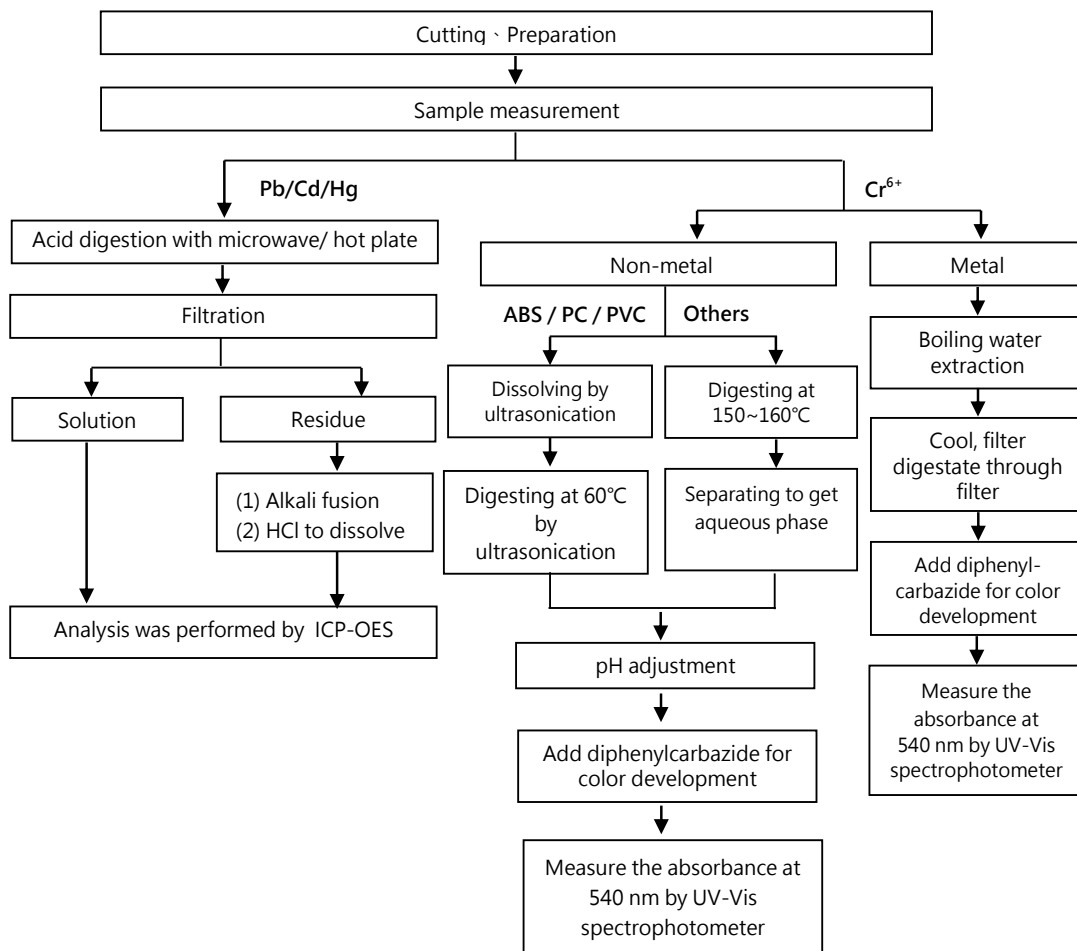 Cutting、Preparation
Sample measurement
Pb/Cd/Hg
Cr6+
Acid digestion with microwave/ hot plate
Filtration
Solution
Residue
(1) Alkali fusion
(2) HCl to dissolve
Analysis was performed by ICP-OES
Non-metal
ABS / PC / PVC
Others
Dissolving by
ultrasonication
Digesting at 60℃
by
ultrasonication
Digesting at
150~160℃
Separating to get
aqueous phase
pH adjustment
Add diphenylcarbazide for
color development
Measure the absorbance at
540 nm by UV-Vis
spectrophotometer
Metal
Boiling water
extraction
Cool, filter
digestate through
filter
Add diphenyl-
carbazide for color
development
Measure the
absorbance at
540 nm by UV-Vis
spectrophotometer